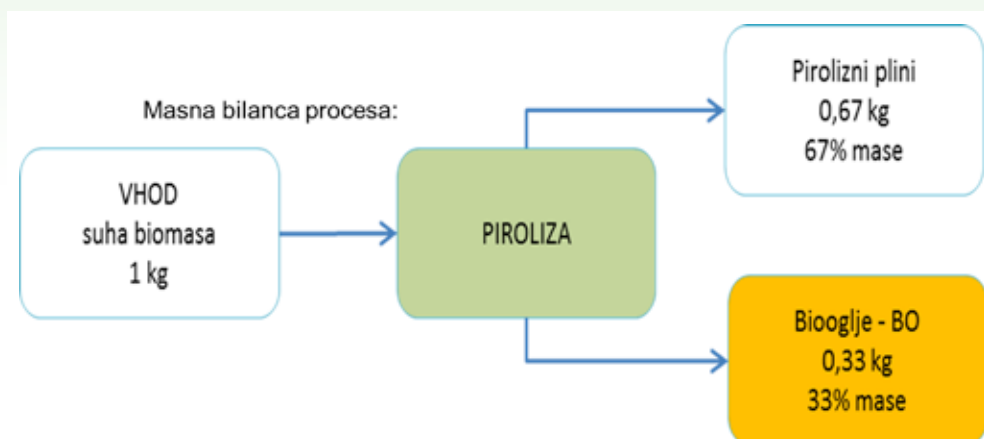 Masna bilanca procesa:
VHOD
suha biomasa
1 kg
PIROLIZA
Pirolizni plini
0,67 kg
67% mase
Biooglje - BO
0,33 kg
33% mase